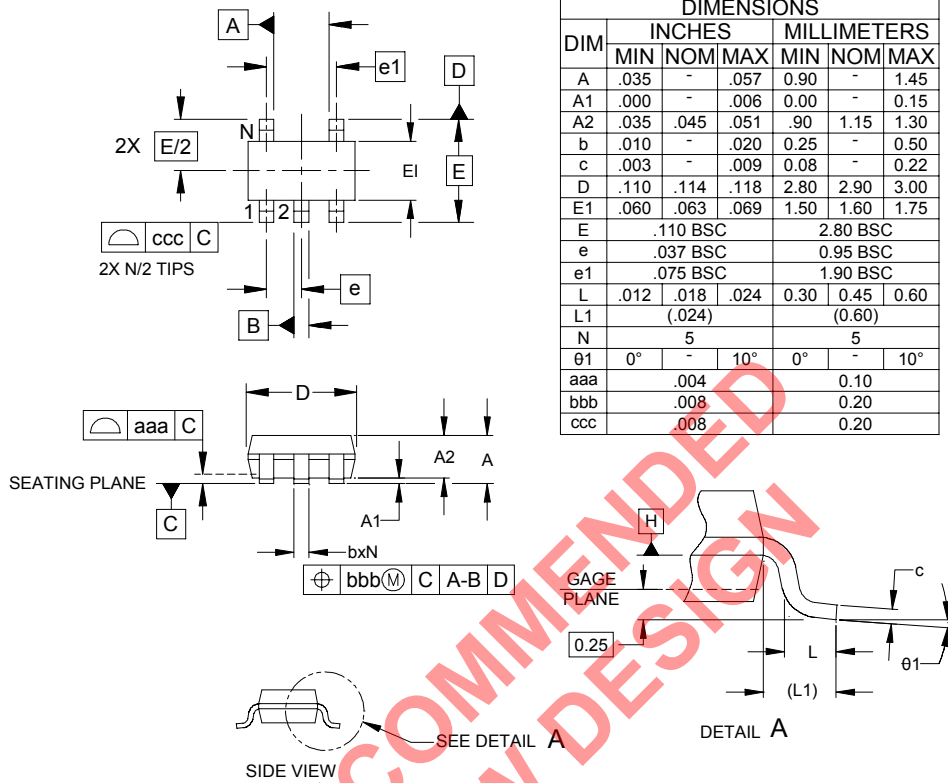 A
e1
D
N
2X E/2
EI
E
1 2
ccc C
2X N/2 TIPS
e
B
DIMENSIONS
DIM INCHES MILLIMETERS
MIN NOM MAX MIN NOM MAX
A .035 - .057 0.90 - 1.45
A1 .000 - .006 0.00 - 0.15
A2 .035 .045 .051 .90 1.15 1.30
b .010 - .020 0.25 - 0.50
c .003 - .009 0.08 - 0.22
D .110 .114 .118 2.80 2.90 3.00
E1 .060 .063 .069 1.50 1.60 1.75
E .110 BSC 2.80 BSC
e .037 BSC 0.95 BSC
e1 .075 BSC 1.90 BSC
L .012 .018 .024 0.30 0.45 0.60
L1 (.024) (0.60)
N 5 5
θ1 0° - 10° 0° - 10°
aaa .004 0.10
bbb .008 0.20
ccc .008 0.20
D
aaa C
A2 A
SEATING PLANE
C
A1
bxN
⌖ bbbⓂ C A-B D
H
GAGE
PLANE
0.25
c
L
θ1
(L1)
DETAIL A
SEE DETAIL A
SIDE VIEW
COMMENDED
DESIGN